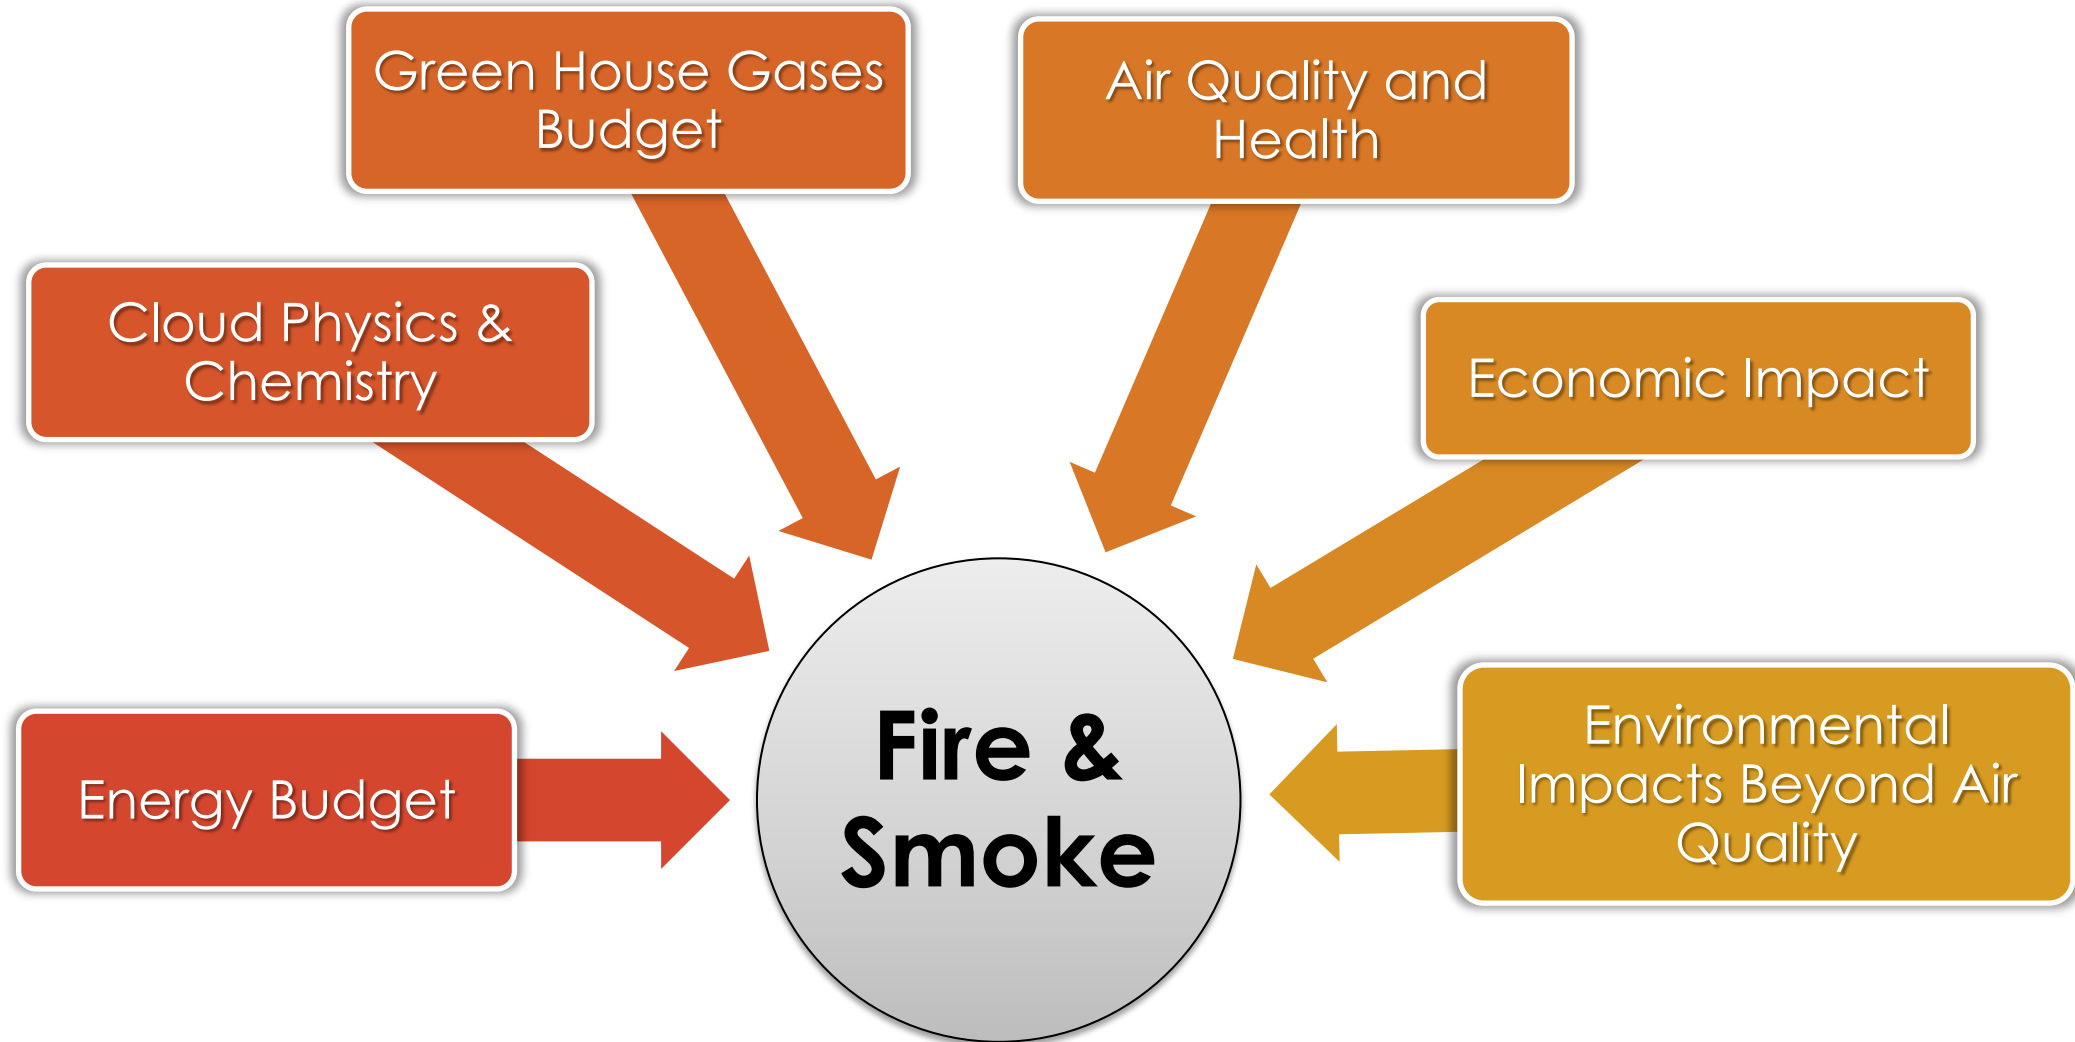 Green House Gases
Budget
Air Quality and
Health
Cloud Physics &
Chemistry
Economic Impact
Energy Budget
Fire &
Smoke
Environmental
Impacts Beyond Air
Quality